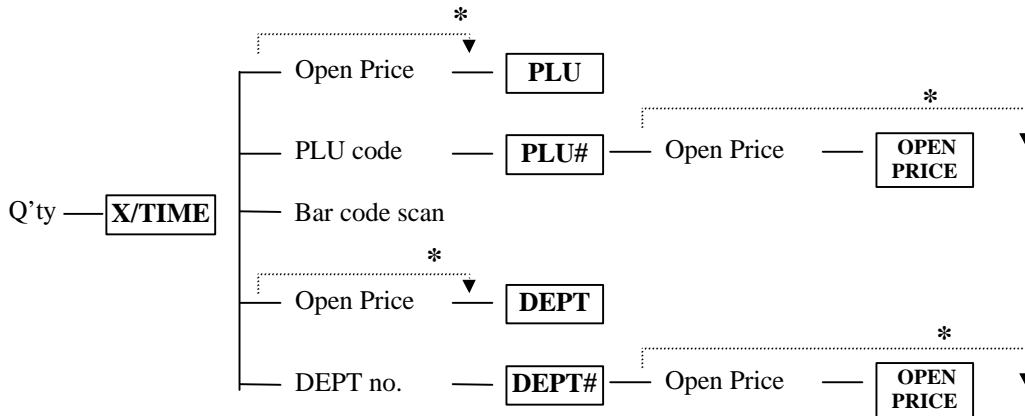 *
Open Price PLU
*
PLU code PLU# Open Price OPEN
PRICE
Q’ty X/TIME Bar code scan
*
Open Price DEPT
*
DEPT no. DEPT# Open Price OPEN
PRICE